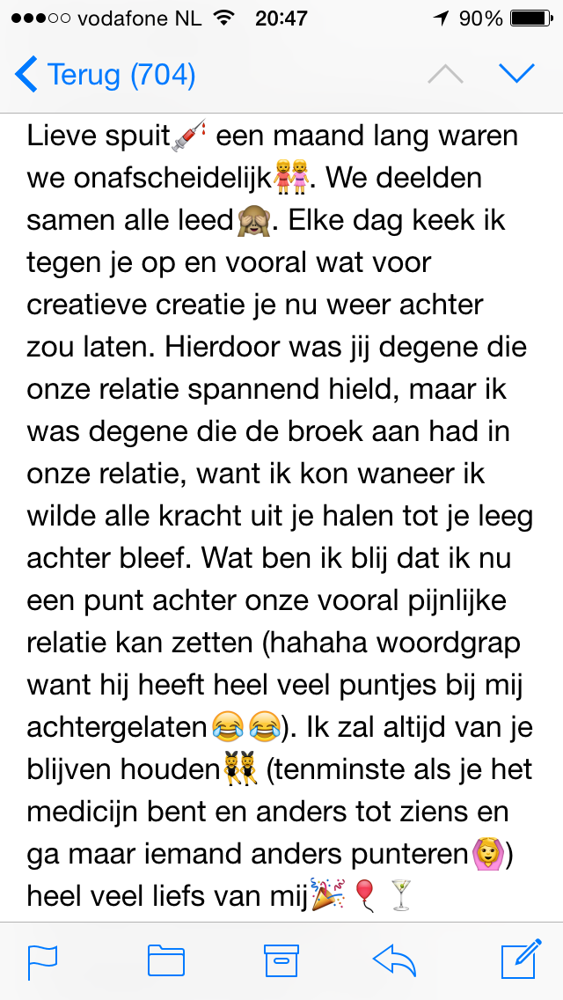 ●●●○○ vodafone NL 20:47 90%
Terug (704)
Lieve spuit💉 een maand lang waren
we onafscheidelijk👭. We deelden
samen alle leed🙈. Elke dag keek ik
tegen je op en vooral wat voor
creatieve creatie je nu weer achter
zou laten. Hierdoor was jij degene die
onze relatie spannend hield, maar ik
was degene die de broek aan had in
onze relatie, want ik kon waneer ik
wilde alle kracht uit je halen tot je leeg
achter bleef. Wat ben ik blij dat ik nu
een punt achter onze vooral pijnlijke
relatie kan zetten (hahaha woordgrap
want hij heeft heel veel puntjes bij mij
achtergelaten😂😂). Ik zal altijd van je
blijven houden👯 (tenminste als je het
medicijn bent en anders tot ziens en
ga maar iemand anders punteren🙆)
heel veel liefs van mij🎉🎈🍸